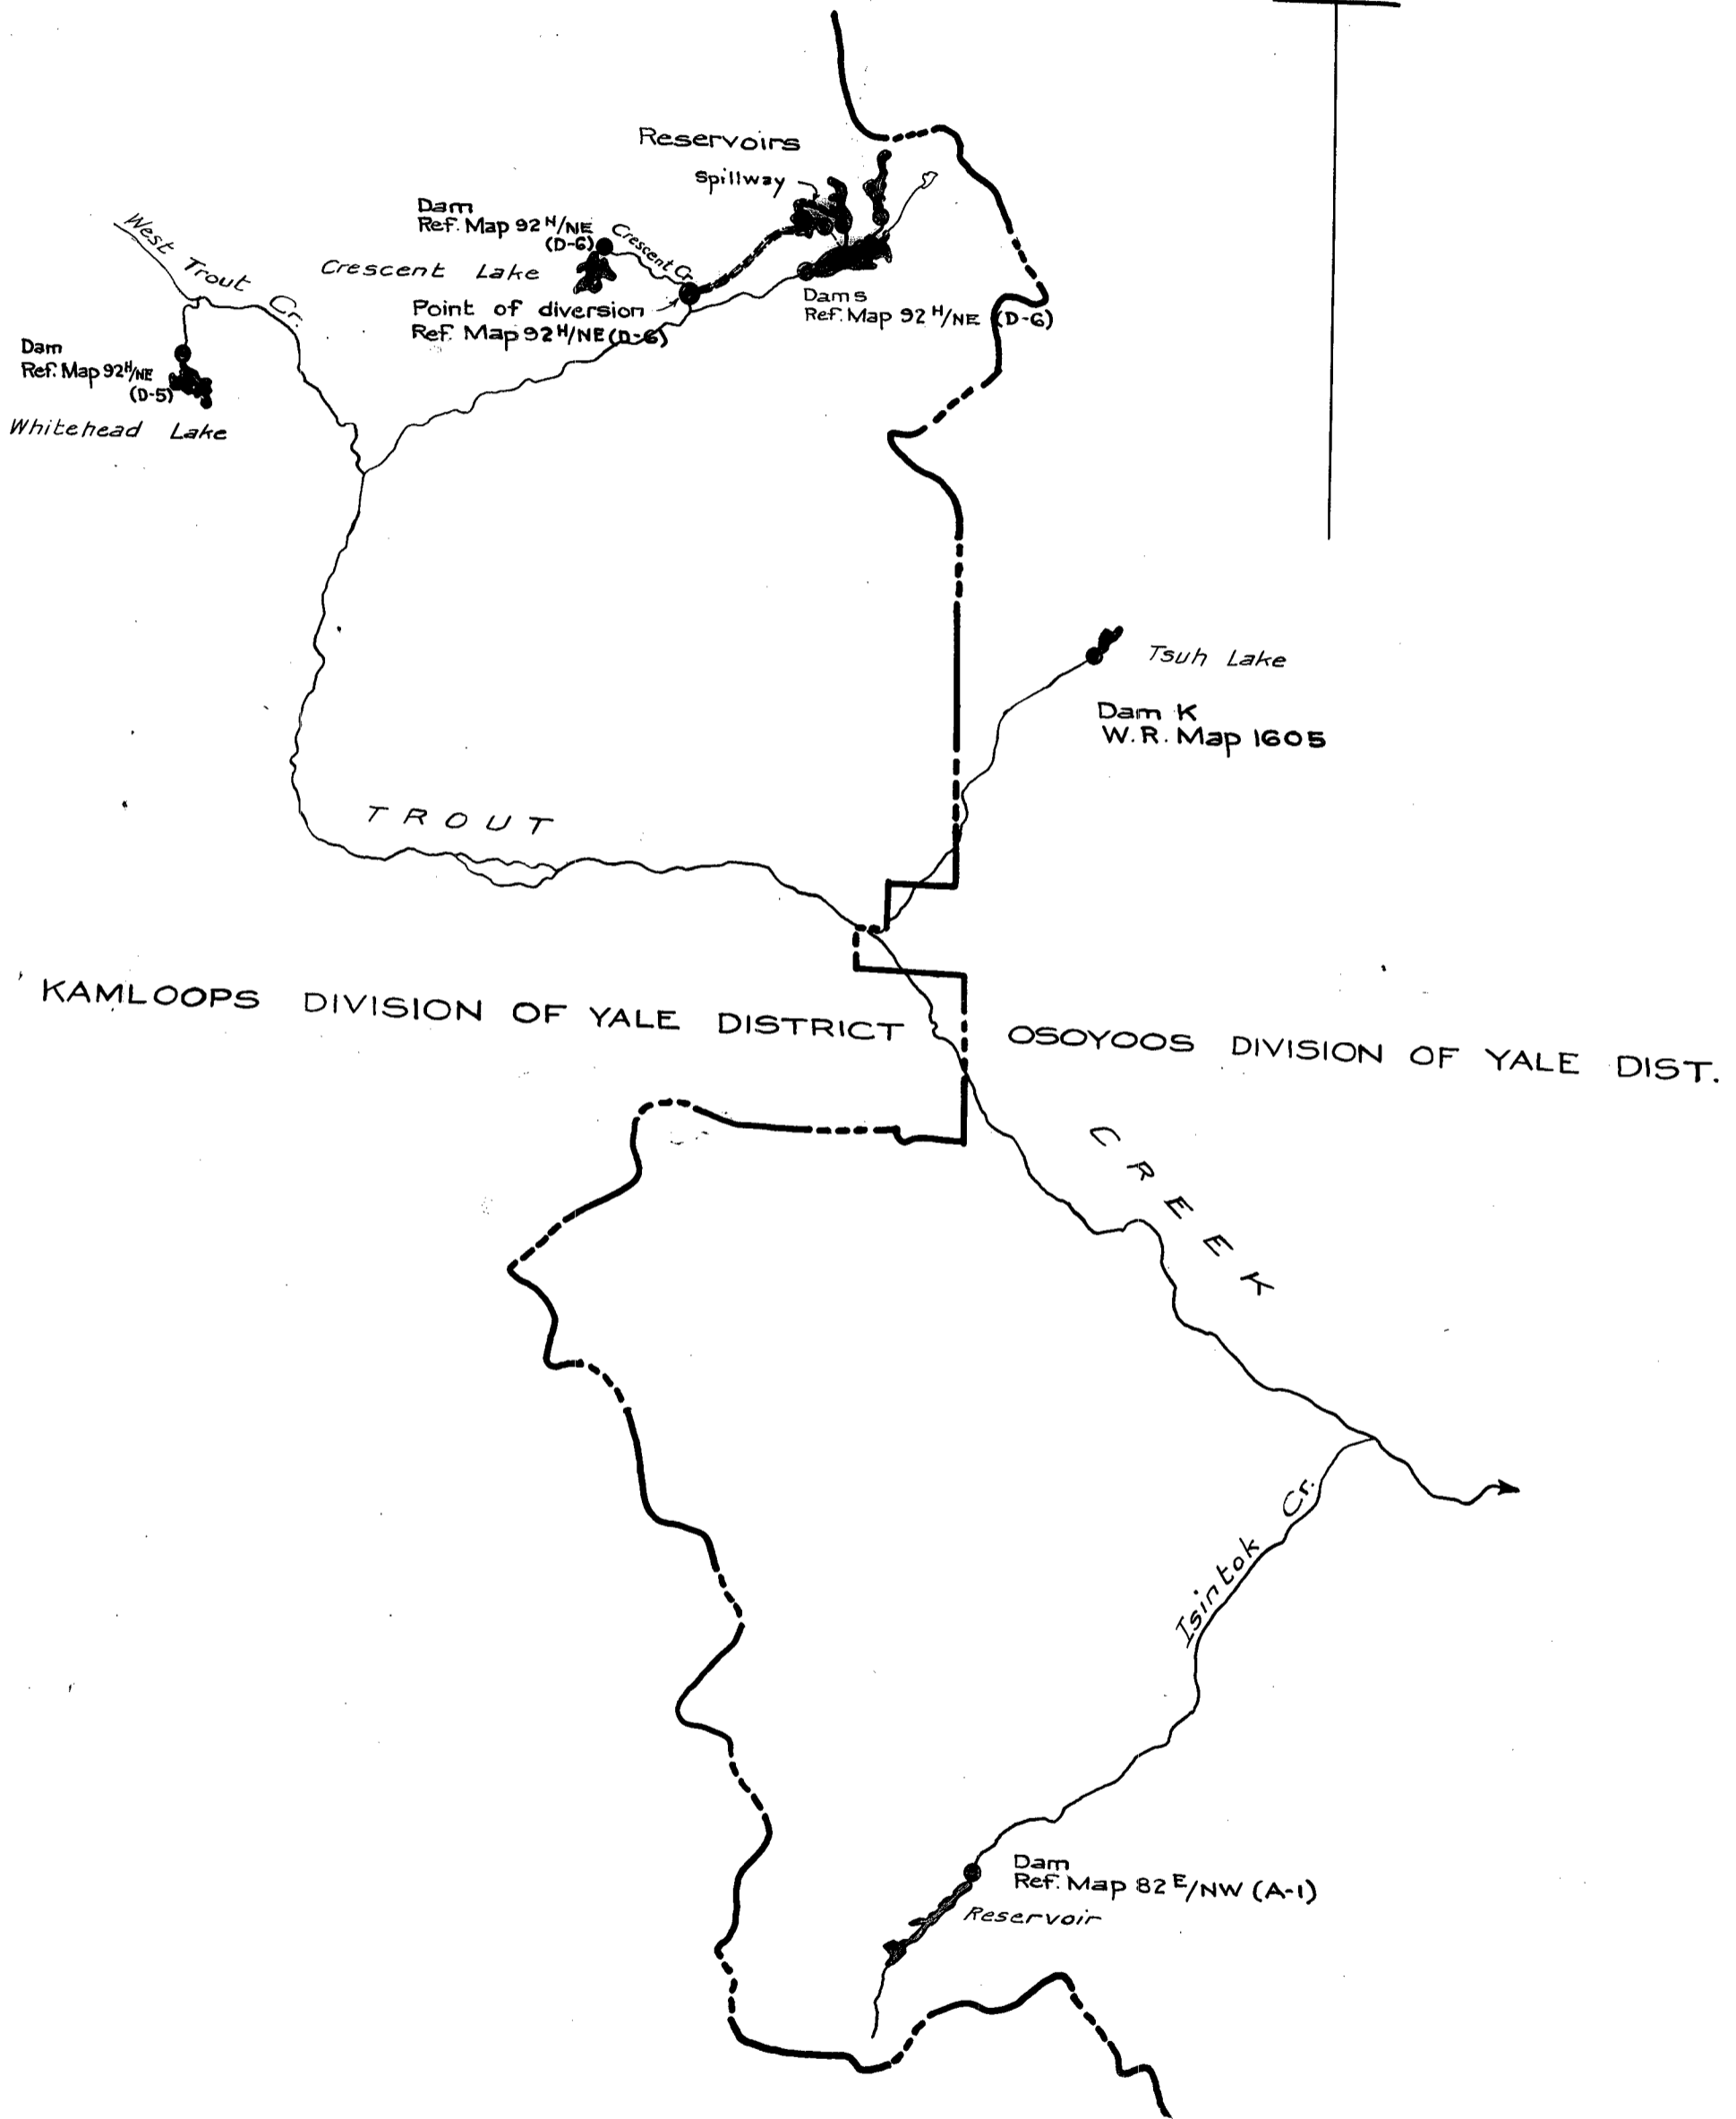 Reservoirs
Spillway
Dam
Ref. Map 92 H/NE
(D-6)
Crescent Cr.
Crescent Lake
Point of diversion
Ref. Map 92 H/NE (D-6)
Dams
Ref. Map 92 H/NE (D-6)
West Trout Cr.
Dam
Ref. Map 92 H/NE
(D-5)
Whitehead Lake
Tsuh Lake
Dam K
W.R. Map 1605
TROUT
KAMLOOPS DIVISION OF YALE DISTRICT
OSOYOOS DIVISION OF YALE DIST.
CREEK
Isintok Cr.
Dam
Ref. Map 82 E/NW (A-1)
Reservoir